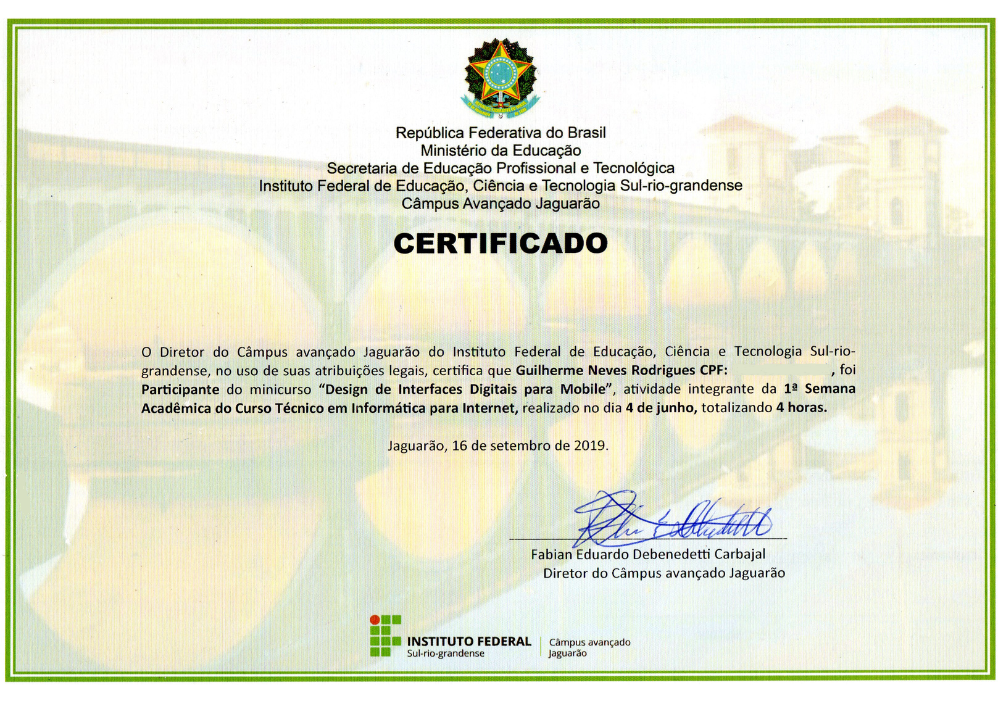 República Federativa do Brasil
Ministério da Educação
Secretaria de Educação Profissional e Tecnológica
Instituto Federal de Educação, Ciência e Tecnologia Sul-rio-grandense
Câmpus Avançado Jaguarão
CERTIFICADO
O Diretor do Câmpus avançado Jaguarão do Instituto Federal de Educação, Ciência e Tecnologia Sul-rio-
grandense, no uso de suas atribuições legais, certifica que Guilherme Neves Rodrigues CPF: , foi
Participante do minicurso “Design de Interfaces Digitais para Mobile”, atividade integrante da 1ª Semana
Acadêmica do Curso Técnico em Informática para Internet, realizado no dia 4 de junho, totalizando 4 horas.
Jaguarão, 16 de setembro de 2019.
Fabian Eduardo Debenedetti Carbajal
Diretor do Câmpus avançado Jaguarão
INSTITUTO FEDERAL
Sul-rio-grandense
Câmpus avançado
Jaguarão